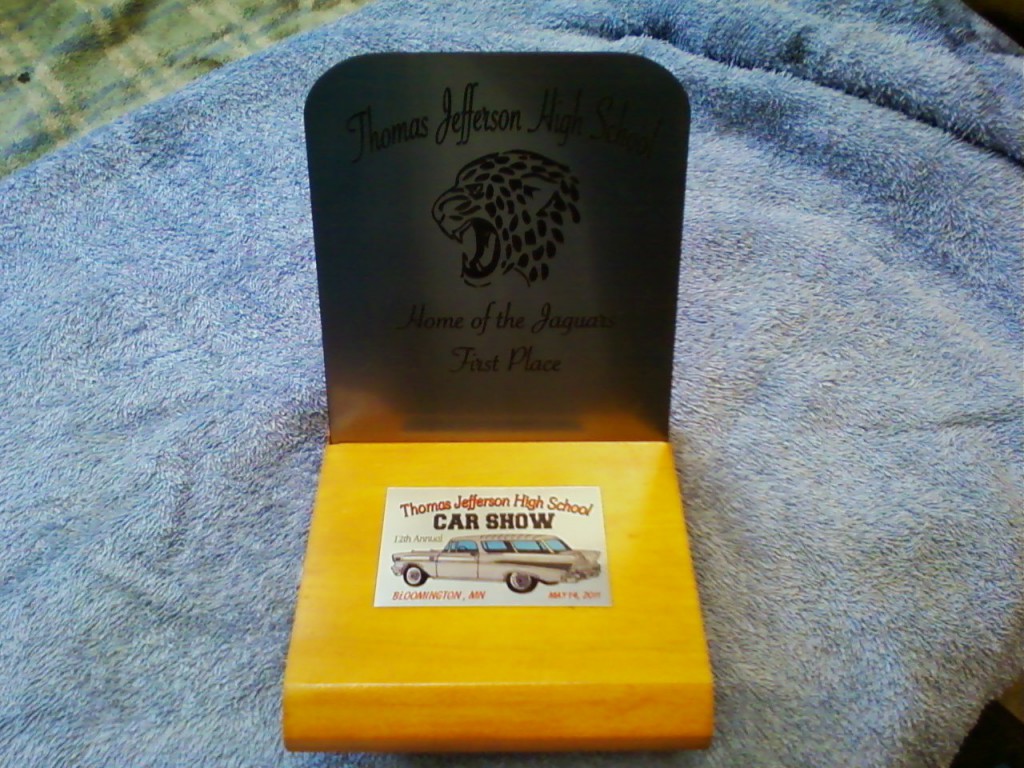 Thomas Jefferson High School
Home of the Jaguars
First Place
Thomas Jefferson High School
CAR SHOW
12th Annual
BLOOMINGTON, MN MAY 14, 2011